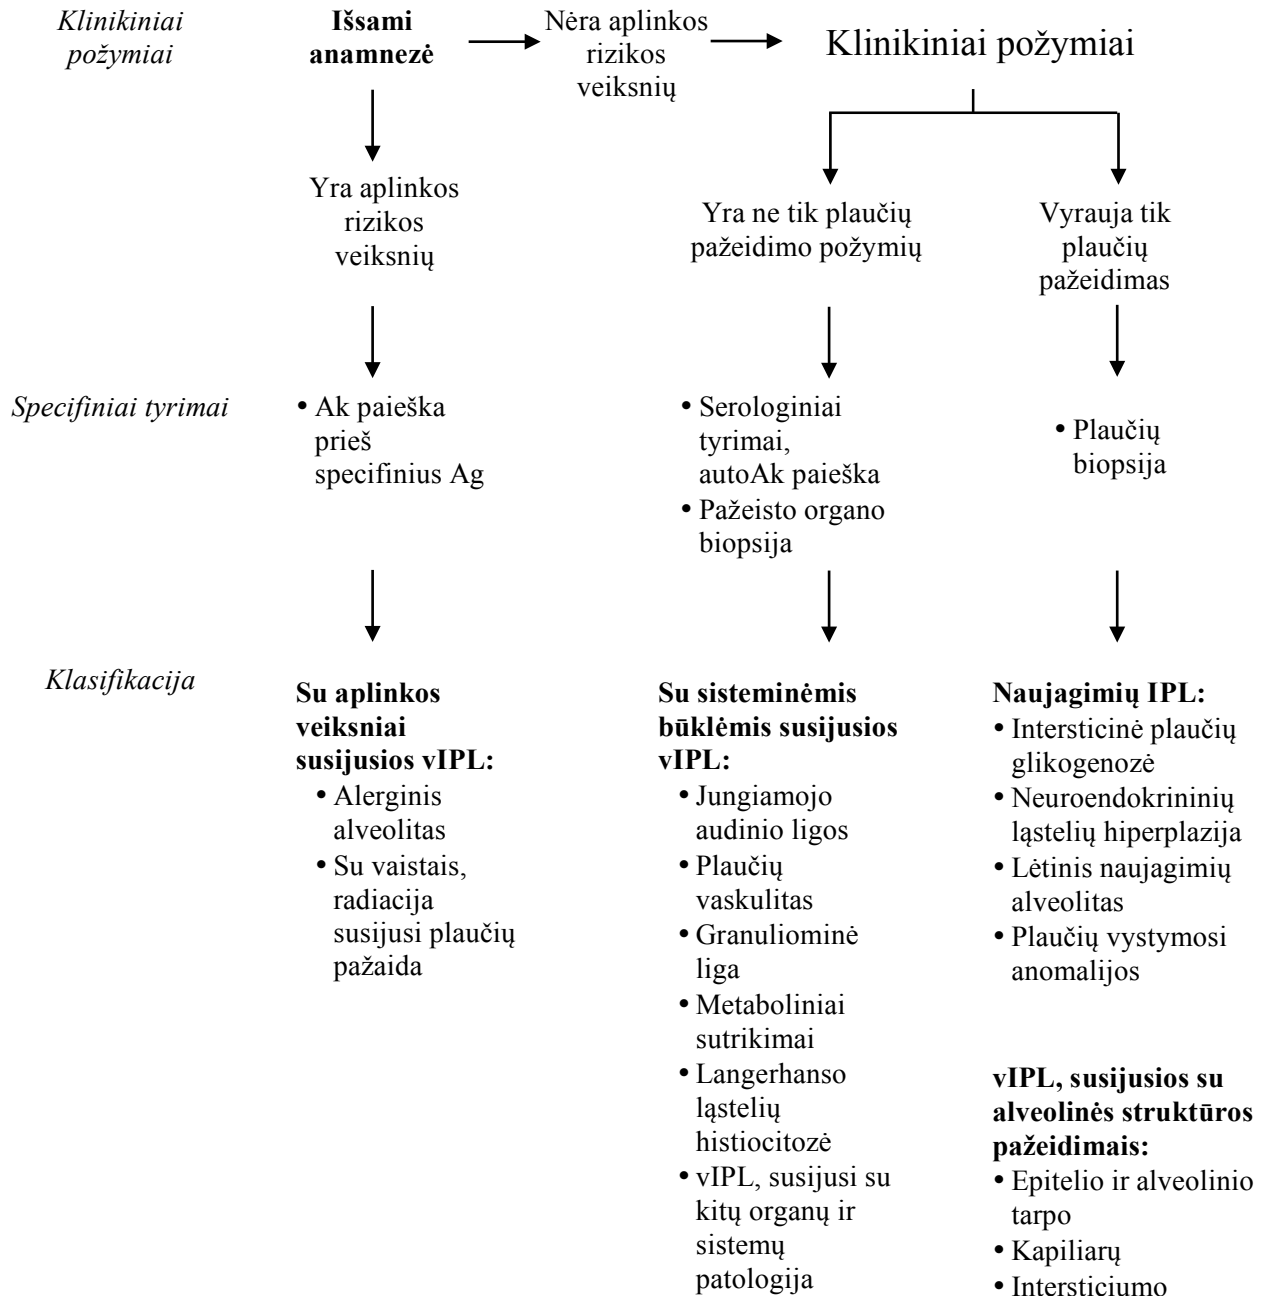 Klinikiniai
požymiai
Išsami
anamnezė
Nėra aplinkos
rizikos
veiksnių
Klinikiniai požymiai
Yra aplinkos
rizikos
veiksnių
Yra ne tik plaučių
pažeidimo požymių
Vyrauja tik
plaučių
pažeidimas
Specifiniai tyrimai
• Ak paieška
prieš
specifinius Ag
• Serologiniai
tyrimai,
autoAk paieška
• Pažeisto organo
biopsija
• Plaučių
biopsija
Klasifikacija
Su aplinkos
veiksniai
susijusios vIPL:
• Alerginis
alveolitas
• Su vaistais,
radiacija
susijusi plaučių
pažaida
Su sisteminėmis
būklėmis susijusios
vIPL:
• Jungiamojo
audinio ligos
• Plaučių
vaskulitas
• Granuliominė
liga
• Metaboliniai
sutrikimai
• Langerhanso
ląstelių
histiocitozė
• vIPL, susijusi su
kitų organų ir
sistemų
patologija
Naujagimių IPL:
• Intersticinė plaučių
glikogenozė
• Neuroendokrininių
ląstelių hiperplazija
• Lėtinis naujagimių
alveolitas
• Plaučių vystymosi
anomalijos
vIPL, susijusios su
alveolinės struktūros
pažeidimais:
• Epitelio ir alveolinio
tarpo
• Kapiliarų
• Intersticiumo